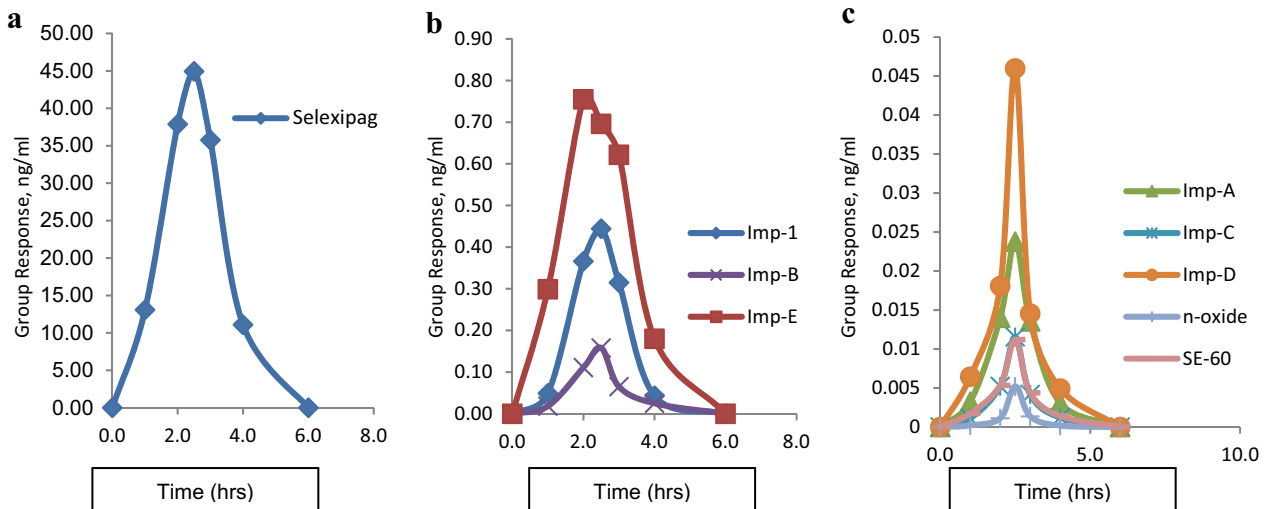 a
Group Response, ng/ml
50.00
45.00
40.00
35.00
30.00
25.00
20.00
15.00
10.00
5.00
0.00
0.0 2.0 4.0 6.0 8.0
Selexipag
Time (hrs)
b
Group Response, ng/ml
0.90
0.80
0.70
0.60
0.50
0.40
0.30
0.20
0.10
0.00
0.0 2.0 4.0 6.0 8.0
Imp-1
Imp-B
Imp-E
Time (hrs)
c
Group Response, ng/ml
0.05
0.045
0.04
0.035
0.03
0.025
0.02
0.015
0.01
0.005
0
0.0 5.0 10.0
Imp-A
Imp-C
Imp-D
n-oxide
SE-60
Time (hrs)